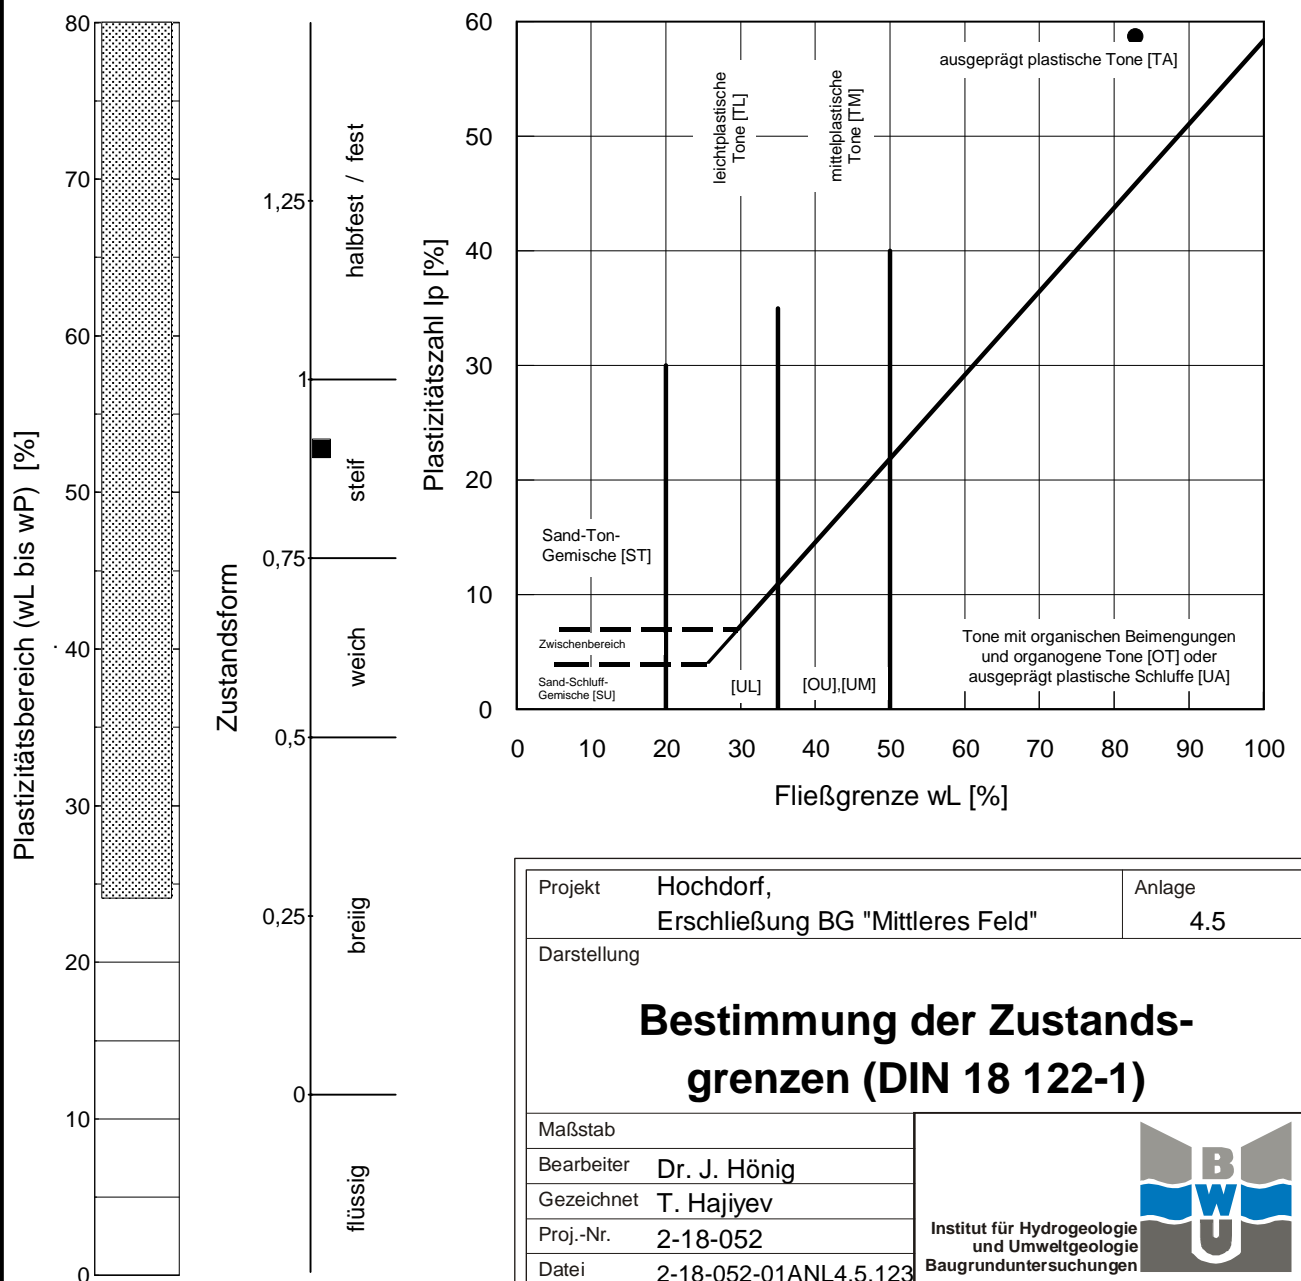 Plastizitätsbereich (wL bis wP) [%]
80
70
60
50
40
30
20
10
0
Zustandsform
1,25
1
0,75
0,5
0,25
0
halbfest / fest
steif
weich
breiig
flüssig
Plastizitätszahl Ip [%]
60
50
40
30
20
10
0
leichtplastische
Tone [TL]
mittelplastische
Tone [TM]
ausgeprägt plastische Tone [TA]
Sand-Ton-
Gemische [ST]
Zwischenbereich
Sand-Schluff-
Gemische [SU]
[UL]
[OU],[UM]
Tone mit organischen Beimengungen
und organogene Tone [OT] oder
ausgeprägt plastische Schluffe [UA]
0 10 20 30 40 50 60 70 80 90 100
Fließgrenze wL [%]
Projekt Hochdorf,
Erschließung BG "Mittleres Feld"
Anlage
4.5
Darstellung
Bestimmung der Zustands-
grenzen (DIN 18 122-1)
Maßstab
Bearbeiter Dr. J. Hönig
Gezeichnet T. Hajiyev
Proj.-Nr. 2-18-052
Datei 2-18-052-01ANL4.5.123
Institut für Hydrogeologie
und Umweltgeologie
Baugrunduntersuchungen
B
W
U